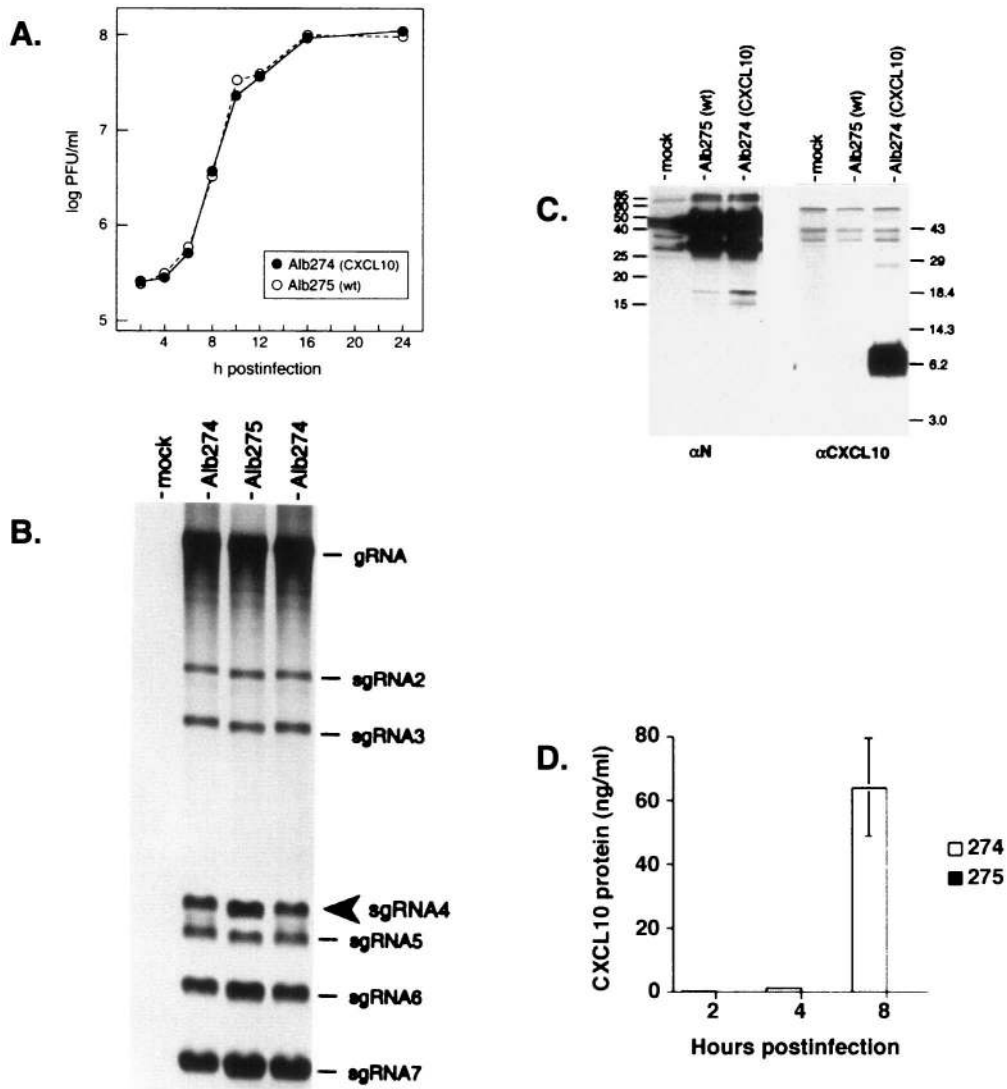 A.
8
7
6
5
log PFU/ml
4
8
12
16
20
24
h postinfection
Alb274 (CXCL10)
Alb275 (wt)
B.
- mock
- Alb274
- Alb275
- Alb274
gRNA
sgRNA2
sgRNA3
sgRNA4
sgRNA5
sgRNA6
sgRNA7
C.
- mock
- Alb275 (wt)
- Alb274 (CXCL10)
- mock
- Alb275 (wt)
- Alb274 (CXCL10)
50
40
25
20
15
43
29
18.4
14.3
6.2
3.0
αN
αCXCL10
D.
CXCL10 protein (ng/ml)
80
60
40
20
0
2
4
8
Hours postinfection
274
275